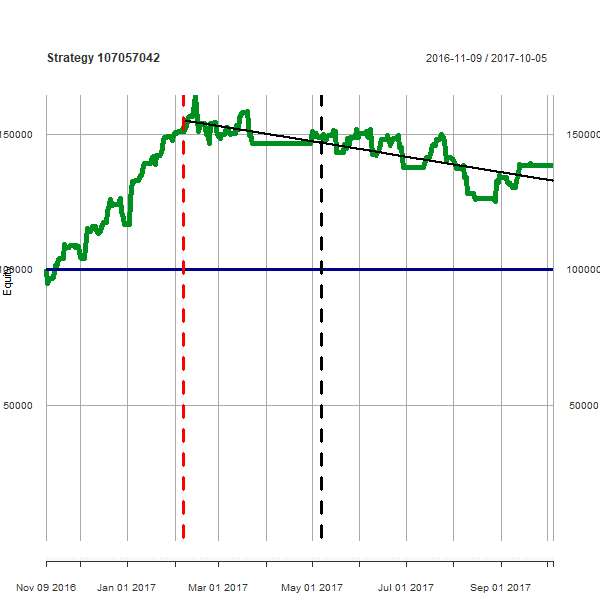 Strategy 107057042
2016-11-09 / 2017-10-05
150000
150000
100000
100000
Equity
50000
50000
Nov 09 2016
Jan 01 2017
Mar 01 2017
May 01 2017
Jul 01 2017
Sep 01 2017